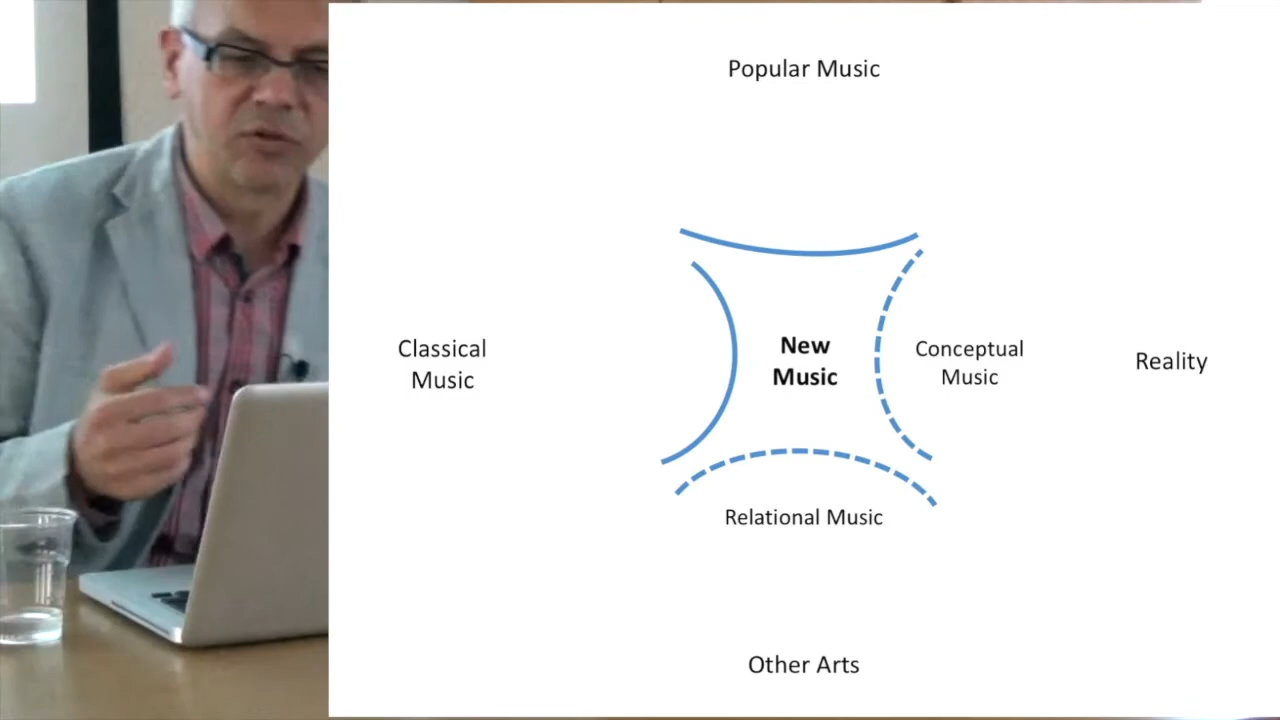 Popular Music
Classical
Music
New
Music
Conceptual
Music
Reality
Relational Music
Other Arts